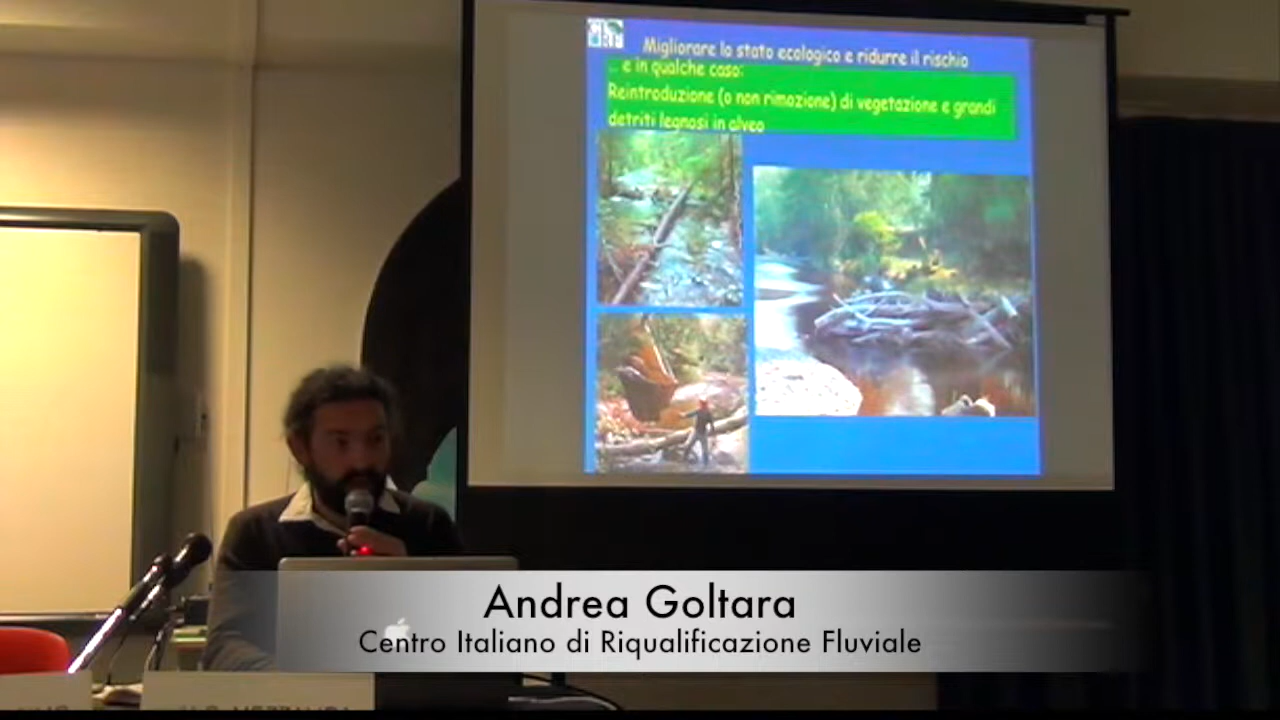 CIRF
Migliorare lo stato ecologico e ridurre il rischio
... e in qualche caso:
Reintroduzione (o non rimozione) di vegetazione e grandi
detriti legnosi in alveo
Andrea Goltara
Centro Italiano di Riqualificazione Fluviale